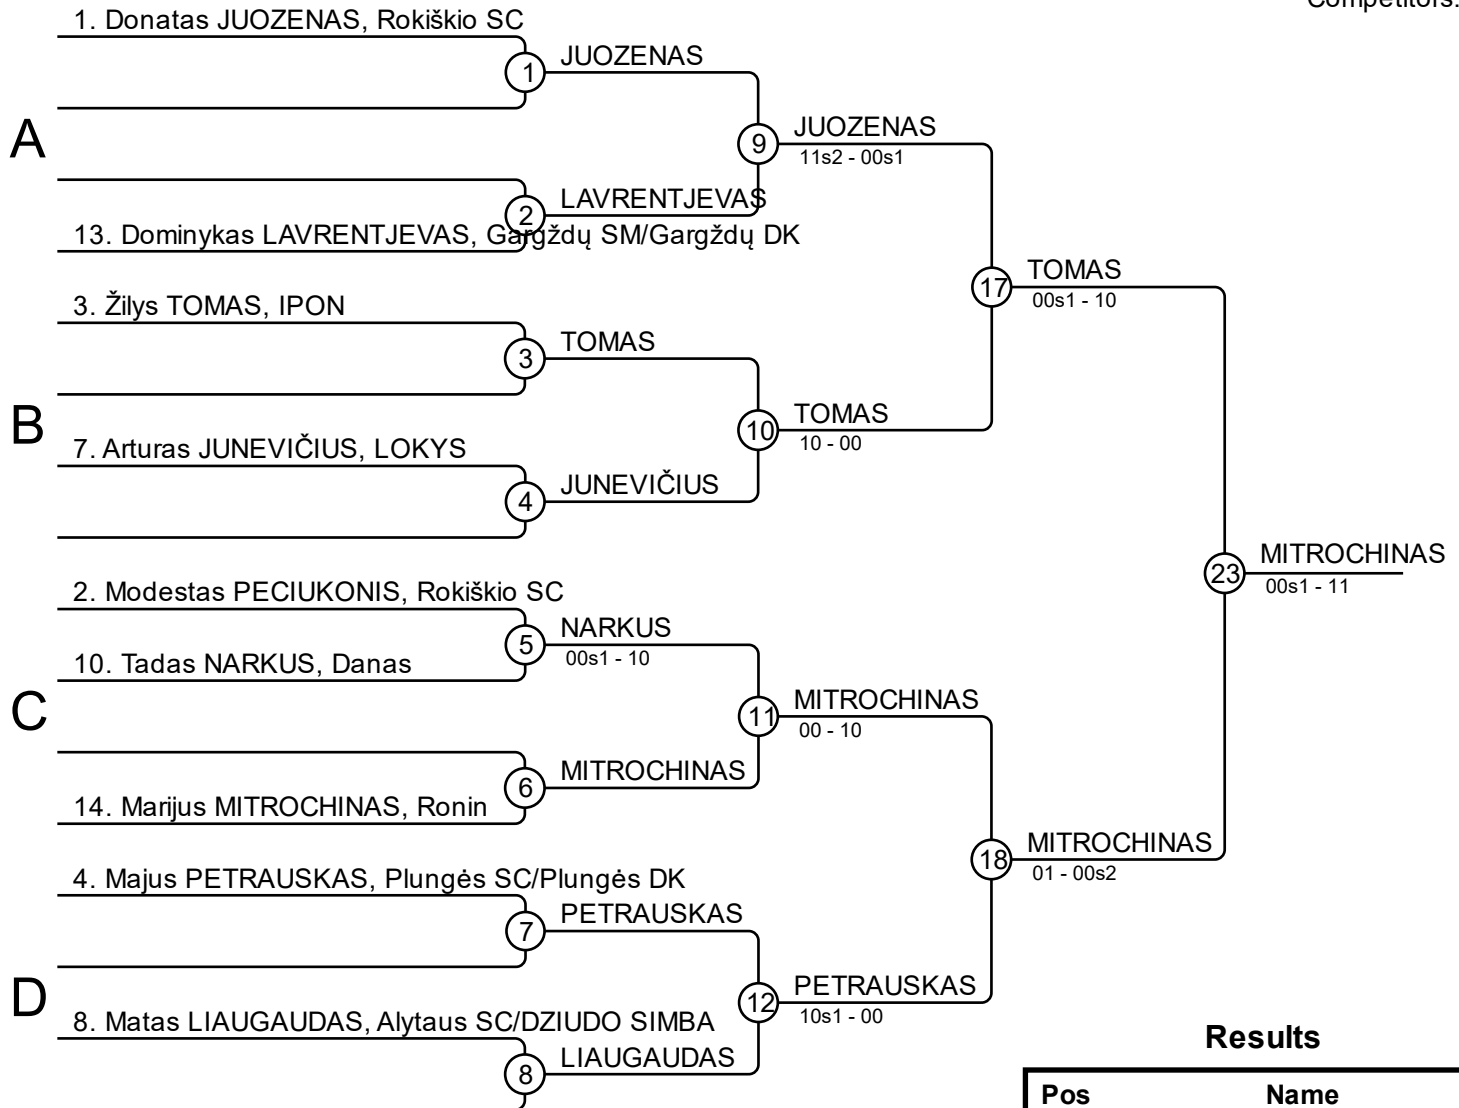 Competitors:
1. Donatas JUOZENAS, Rokiškio SC
1
JUOZENAS
A
9
JUOZENAS
11s2 - 00s1
2
LAVRENTJEVAS
13. Dominykas LAVRENTJEVAS, Gargždų SM/Gargždų DK
17
TOMAS
00s1 - 10
3. Žilys TOMAS, IPON
3
TOMAS
B
10
TOMAS
10 - 00
7. Arturas JUNEVIČIUS, LOKYS
4
JUNEVIČIUS
23
MITROCHINAS
00s1 - 11
2. Modestas PECIUKONIS, Rokiškio SC
5
NARKUS
00s1 - 10
10. Tadas NARKUS, Danas
C
11
MITROCHINAS
00 - 10
6
MITROCHINAS
14. Marijus MITROCHINAS, Ronin
18
MITROCHINAS
01 - 00s2
4. Majus PETRAUSKAS, Plungės SC/Plungės DK
7
PETRAUSKAS
D
12
PETRAUSKAS
10s1 - 00
8. Matas LIAUGAUDAS, Alytaus SC/DZIUDO SIMBA
8
LIAUGAUDAS
Results
Pos Name